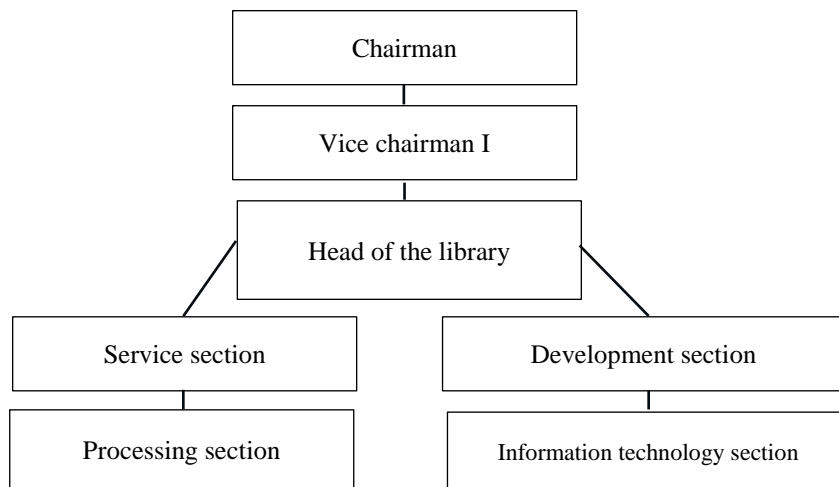 Chairman
Vice chairman I
Head of the library
Service section
Development section
Processing section
Information technology section